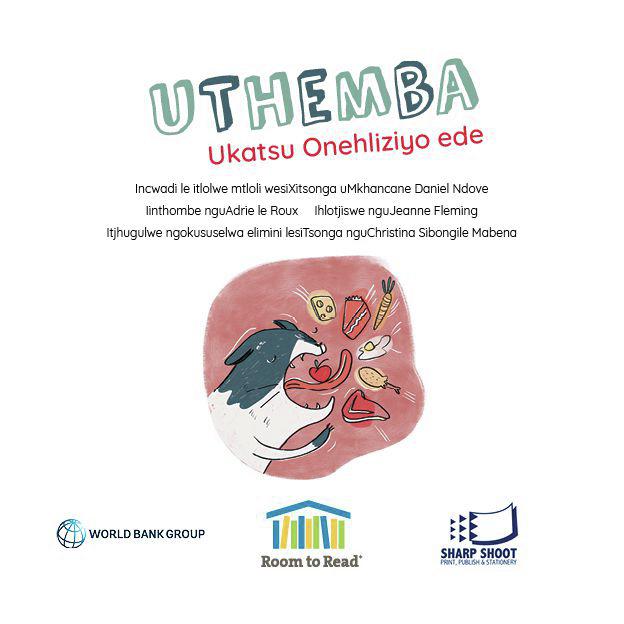 UTHEMBA
Ukatsu Onehliziyo ede
Incwadi le itlolwe mtloli wesiXitsonga uMkhancane Daniel Ndove
Iinthombe nguAdrie le Roux Ihlotjiswe nguJeanne Fleming
Itjhugulwe ngokususelwa elimini lesiTsonga nguChristina Sibongile Mabena
WORLD BANK GROUP
Room to Read
SHARP SHOOT
PRINT, PUBLISH & STATIONERY